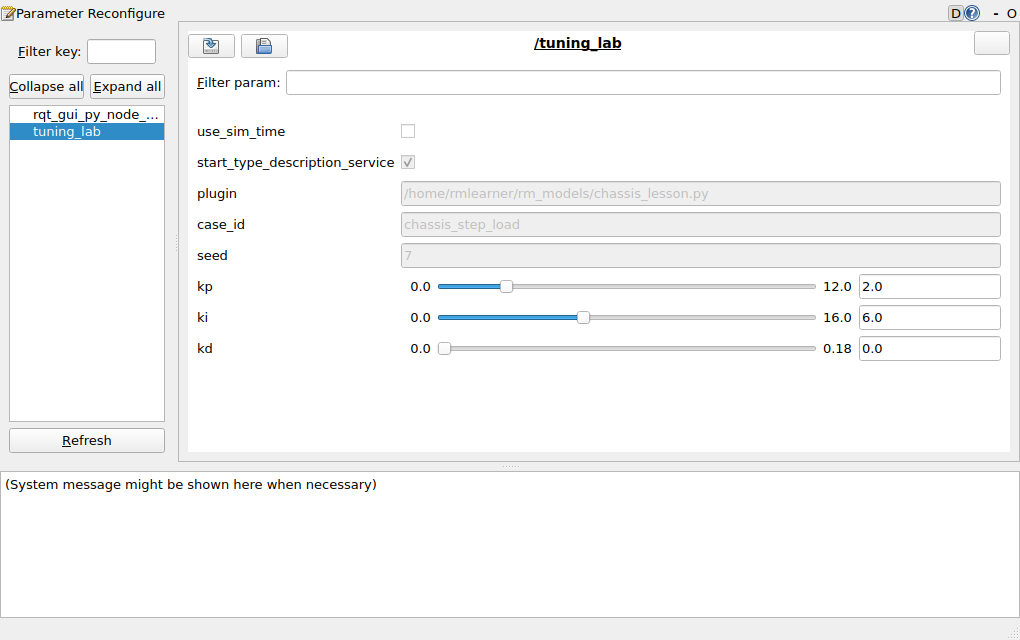 Parameter Reconfigure
D ? - O
Filter key:
Collapse all Expand all
rqt_gui_py_node_...
tuning_lab
Refresh
/tuning_lab
Filter param:
use_sim_time
start_type_description_service
plugin /home/rmlearner/rm_models/chassis_lesson.py
case_id chassis_step_load
seed 7
kp 0.0 12.0 2.0
ki 0.0 16.0 6.0
kd 0.0 0.18 0.0
(System message might be shown here when necessary)